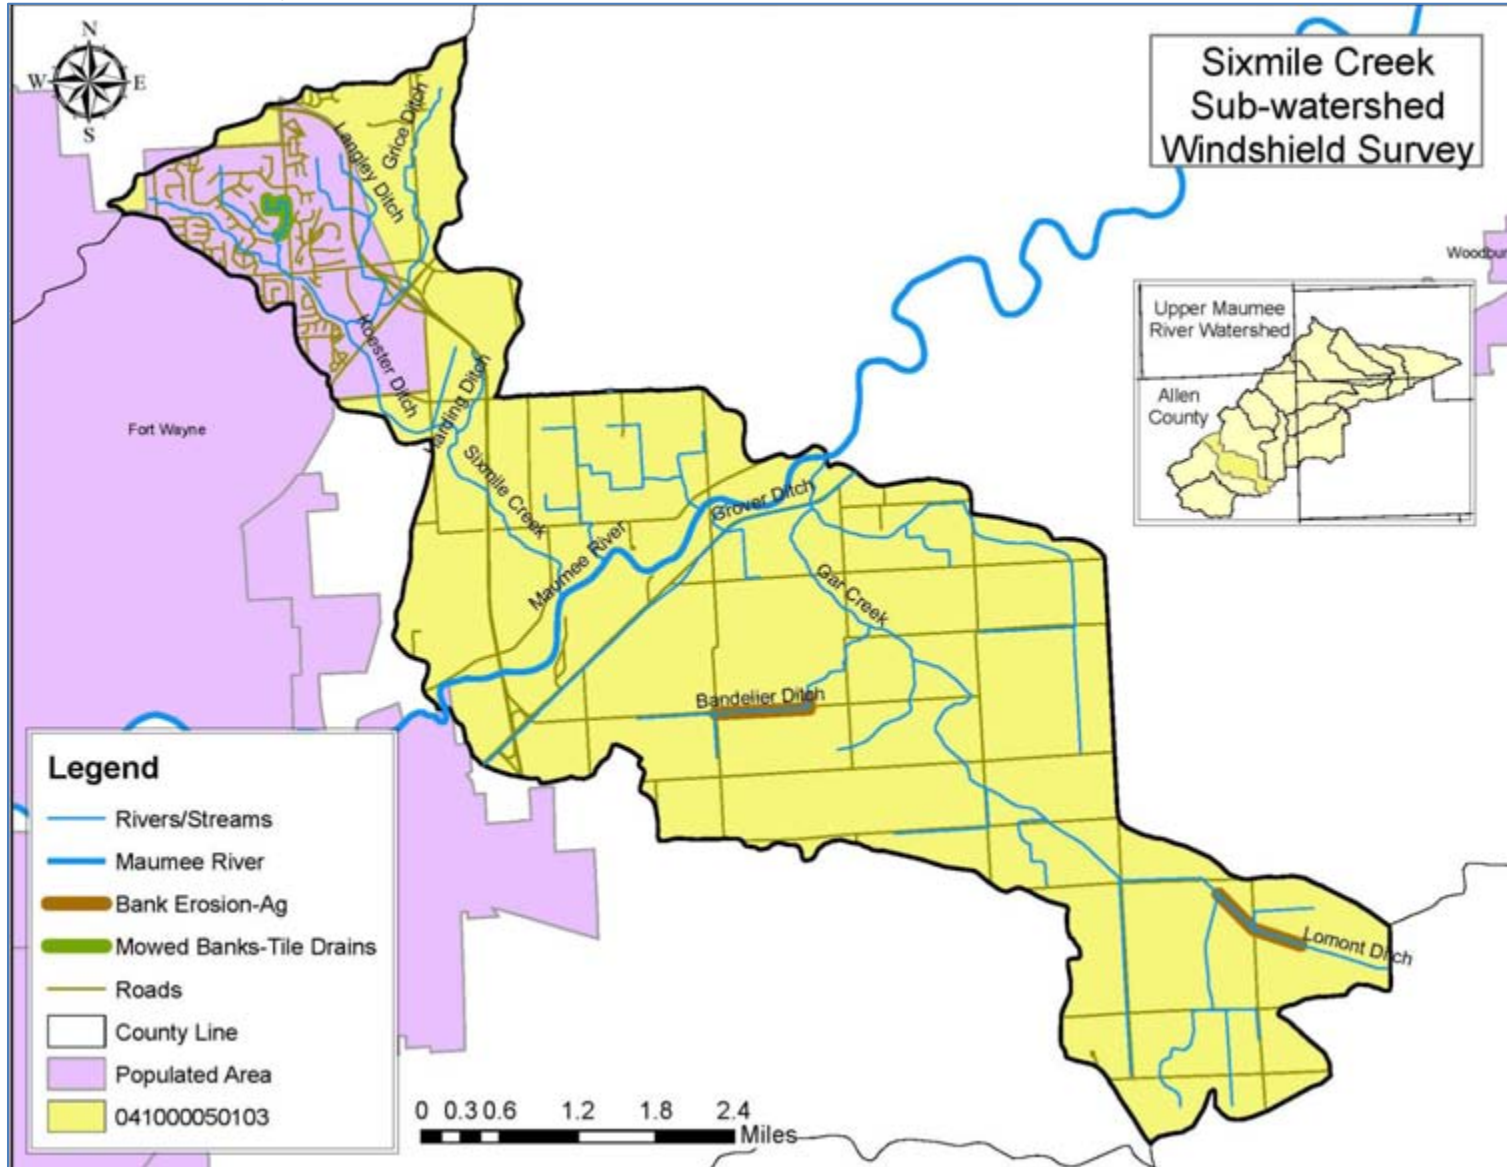 N
W
E
S
Sixmile Creek
Sub-watershed
Windshield Survey
Langley Ditch
Grice Ditch
Koester Ditch
Harding Ditch
Fort Wayne
Sixmile Creek
Maumee River
Grover Ditch
Gar Creek
Bandelier Ditch
Lomont Ditch
Woodbur
Upper Maumee
River Watershed
Allen
County
Legend
Rivers/Streams
Maumee River
Bank Erosion-Ag
Mowed Banks-Tile Drains
Roads
County Line
Populated Area
041000050103
0 0.3 0.6 1.2 1.8 2.4
Miles